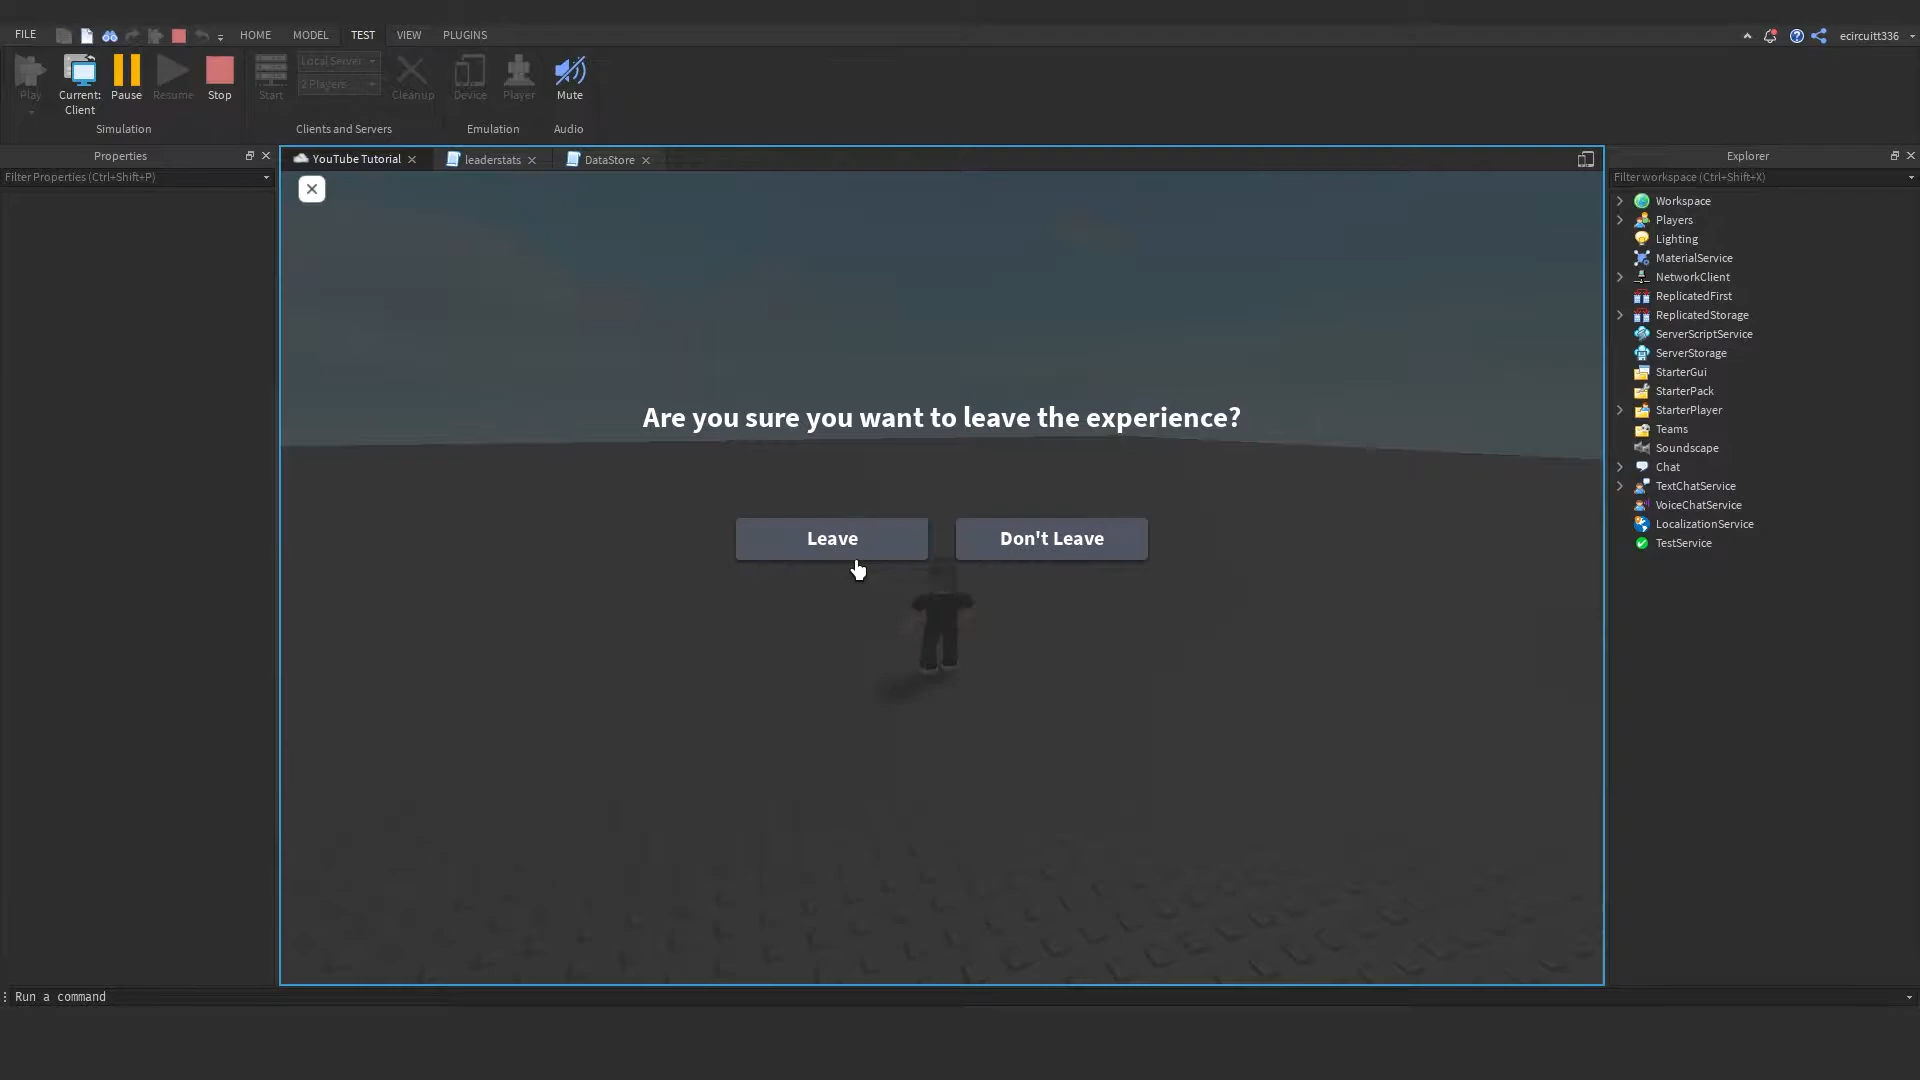 FILE HOME MODEL TEST VIEW PLUGINS ecircuitt336
Play Current: Client Pause Resume Stop Start Local Server 2 Players Cleanup Device Player Mute
Simulation Clients and Servers Emulation Audio
Properties
Filter Properties (Ctrl+Shift+P)
YouTube Tutorial leaderstats DataStore
Are you sure you want to leave the experience?
Leave Don't Leave
Explorer
Filter workspace (Ctrl+Shift+X)
Workspace
Players
Lighting
MaterialService
NetworkClient
ReplicatedFirst
ReplicatedStorage
ServerScriptService
ServerStorage
StarterGui
StarterPack
StarterPlayer
Teams
Soundscape
Chat
TextChatService
VoiceChatService
LocalizationService
TestService
Run a command